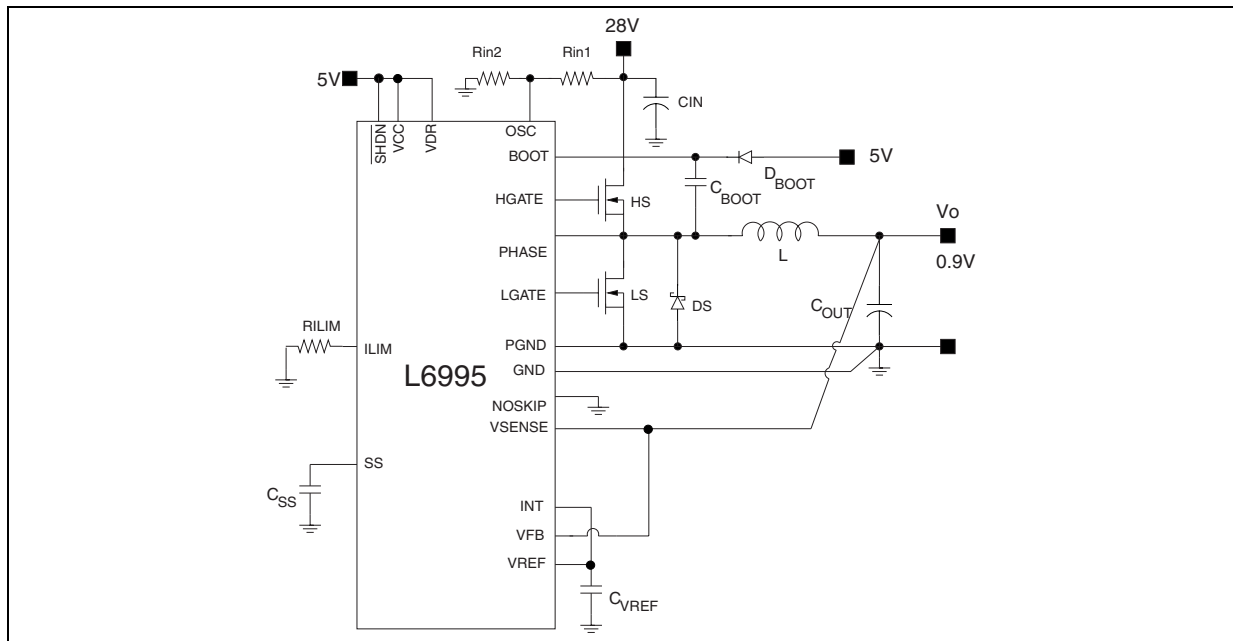 28V
Rin2
Rin1
5V
CIN
SHDN
VCC
VDR
OSC
BOOT
5V
DBOOT
CBOOT
HGATE
HS
Vo
PHASE
L
0.9V
LGATE
LS
DS
COUT
RILIM
ILIM
PGND
L6995
GND
NOSKIP
VSENSE
SS
CSS
INT
VFB
VREF
CVREF